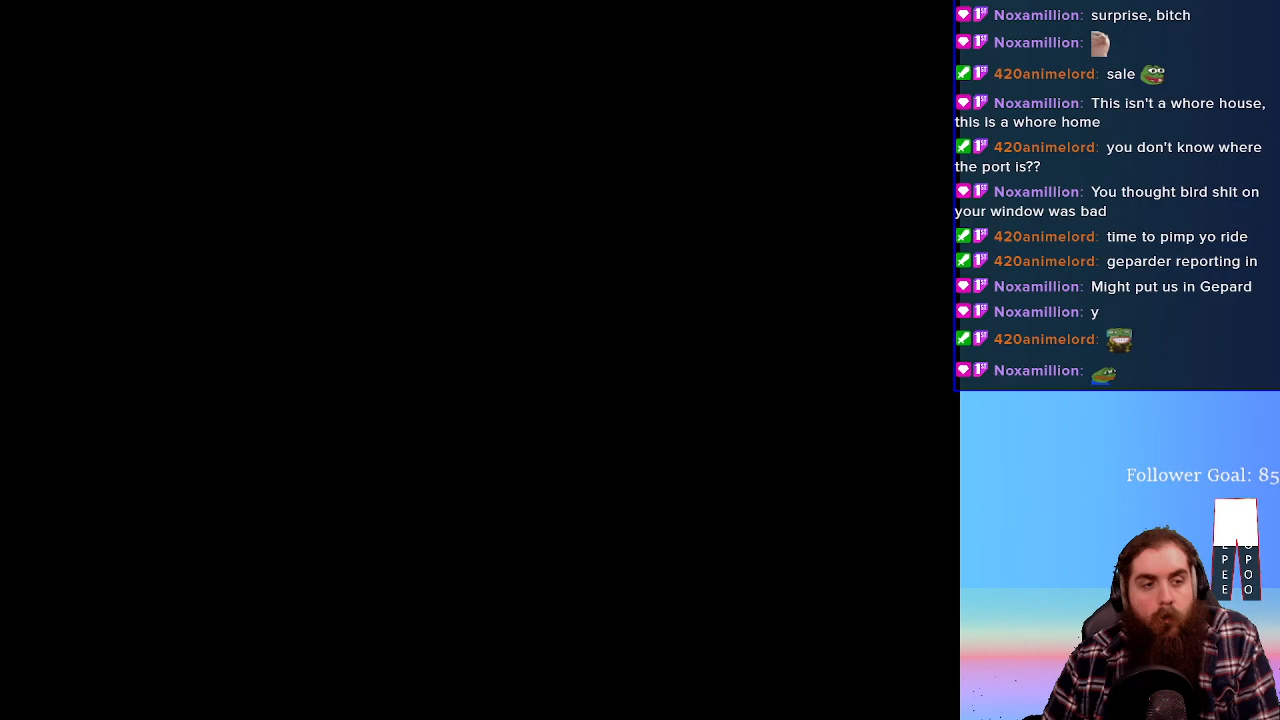 Noxamillion: surprise, bitch
Noxamillion:
420animelord: sale
Noxamillion: This isn't a whore house,
this is a whore home
420animelord: you don't know where
the port is??
Noxamillion: You thought bird shit on
your window was bad
420animelord: time to pimp yo ride
420animelord: geparder reporting in
Noxamillion: Might put us in Gepard
Noxamillion: y
420animelord:
Noxamillion:
Follower Goal: 85
P P
E O
E O